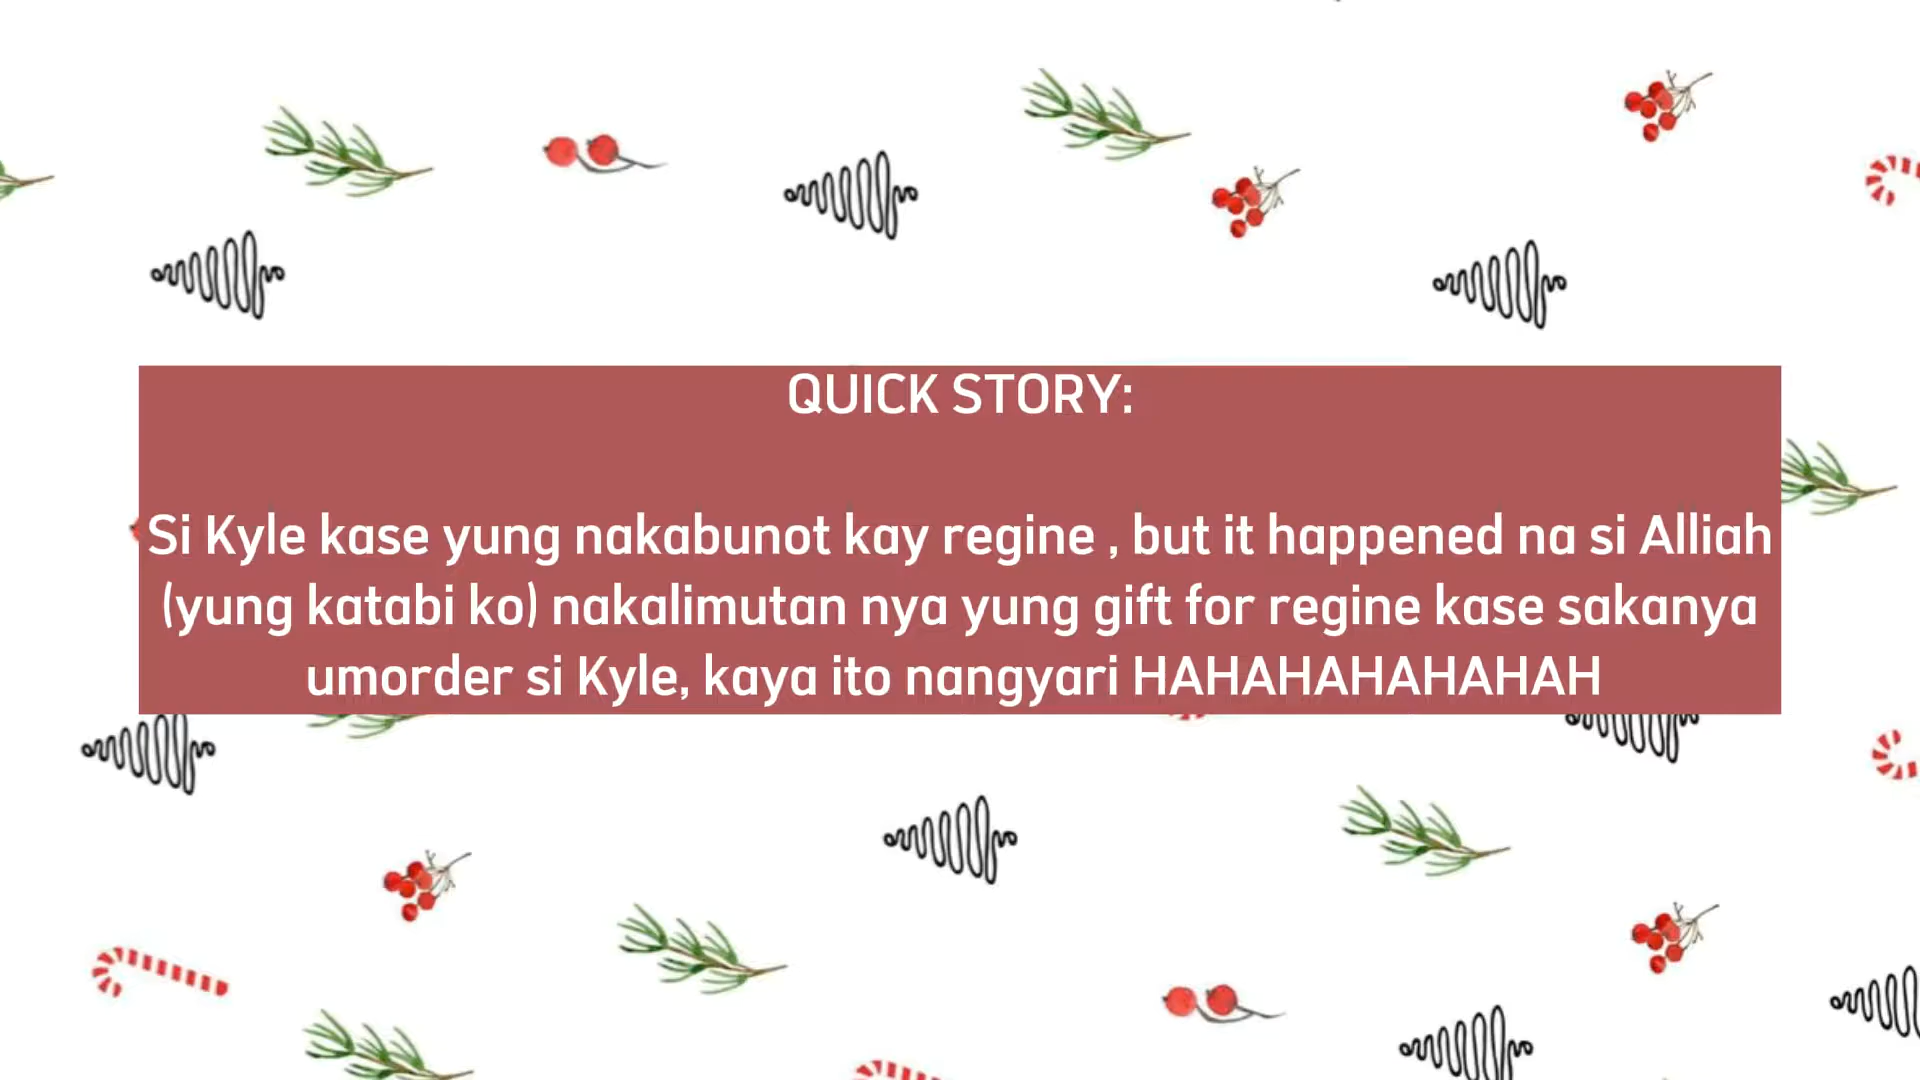 QUICK STORY:
Si Kyle kase yung nakabunot kay regine , but it happened na si Alliah
(yung katabi ko) nakalimutan nya yung gift for regine kase sakanya
umorder si Kyle, kaya ito nangyari HAHAHAHAHAHAH